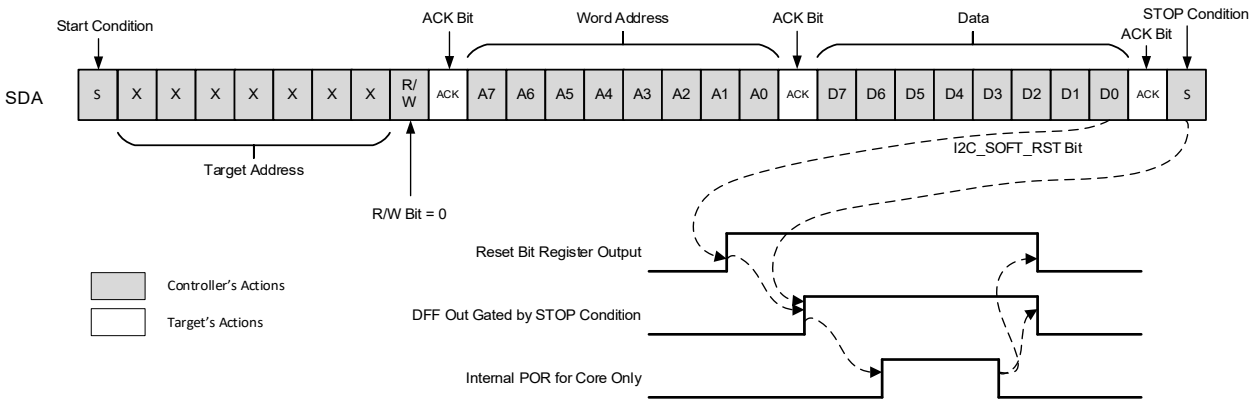 Start Condition
ACK Bit
Word Address
ACK Bit
Data
STOP Condition
ACK Bit
SDA
S X X X X X X X R/W ACK A7 A6 A5 A4 A3 A2 A1 A0 ACK D7 D6 D5 D4 D3 D2 D1 D0 ACK S
Target Address
I2C_SOFT_RST Bit
R/W Bit = 0
Reset Bit Register Output
Controller's Actions
DFF Out Gated by STOP Condition
Target's Actions
Internal POR for Core Only